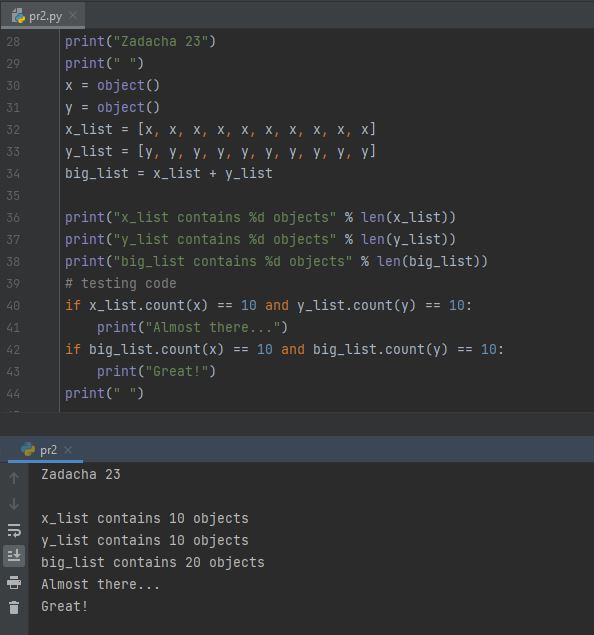 pr2.py
28 print("Zadacha 23")
29 print(" ")
30 x = object()
31 y = object()
32 x_list = [x, x, x, x, x, x, x, x, x, x]
33 y_list = [y, y, y, y, y, y, y, y, y, y]
34 big_list = x_list + y_list
35
36 print("x_list contains %d objects" % len(x_list))
37 print("y_list contains %d objects" % len(y_list))
38 print("big_list contains %d objects" % len(big_list))
39 # testing code
40 if x_list.count(x) == 10 and y_list.count(y) == 10:
41     print("Almost there...")
42 if big_list.count(x) == 10 and big_list.count(y) == 10:
43     print("Great!")
44 print(" ")
pr2
Zadacha 23
x_list contains 10 objects
y_list contains 10 objects
big_list contains 20 objects
Almost there...
Great!